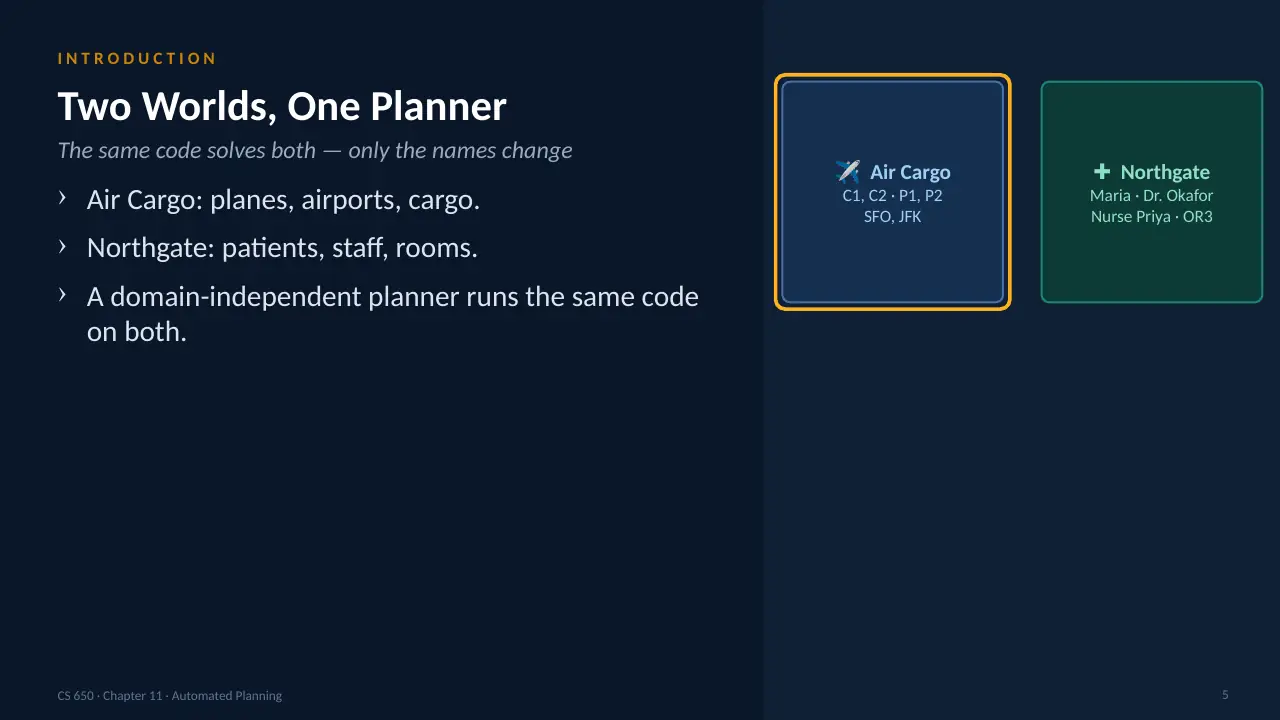 INTRODUCTION
Two Worlds, One Planner
The same code solves both — only the names change
› Air Cargo: planes, airports, cargo.
› Northgate: patients, staff, rooms.
› A domain-independent planner runs the same code
on both.
✈️ Air Cargo
C1, C2 · P1, P2
SFO, JFK
✚ Northgate
Maria · Dr. Okafor
Nurse Priya · OR3
CS 650 · Chapter 11 · Automated Planning
5